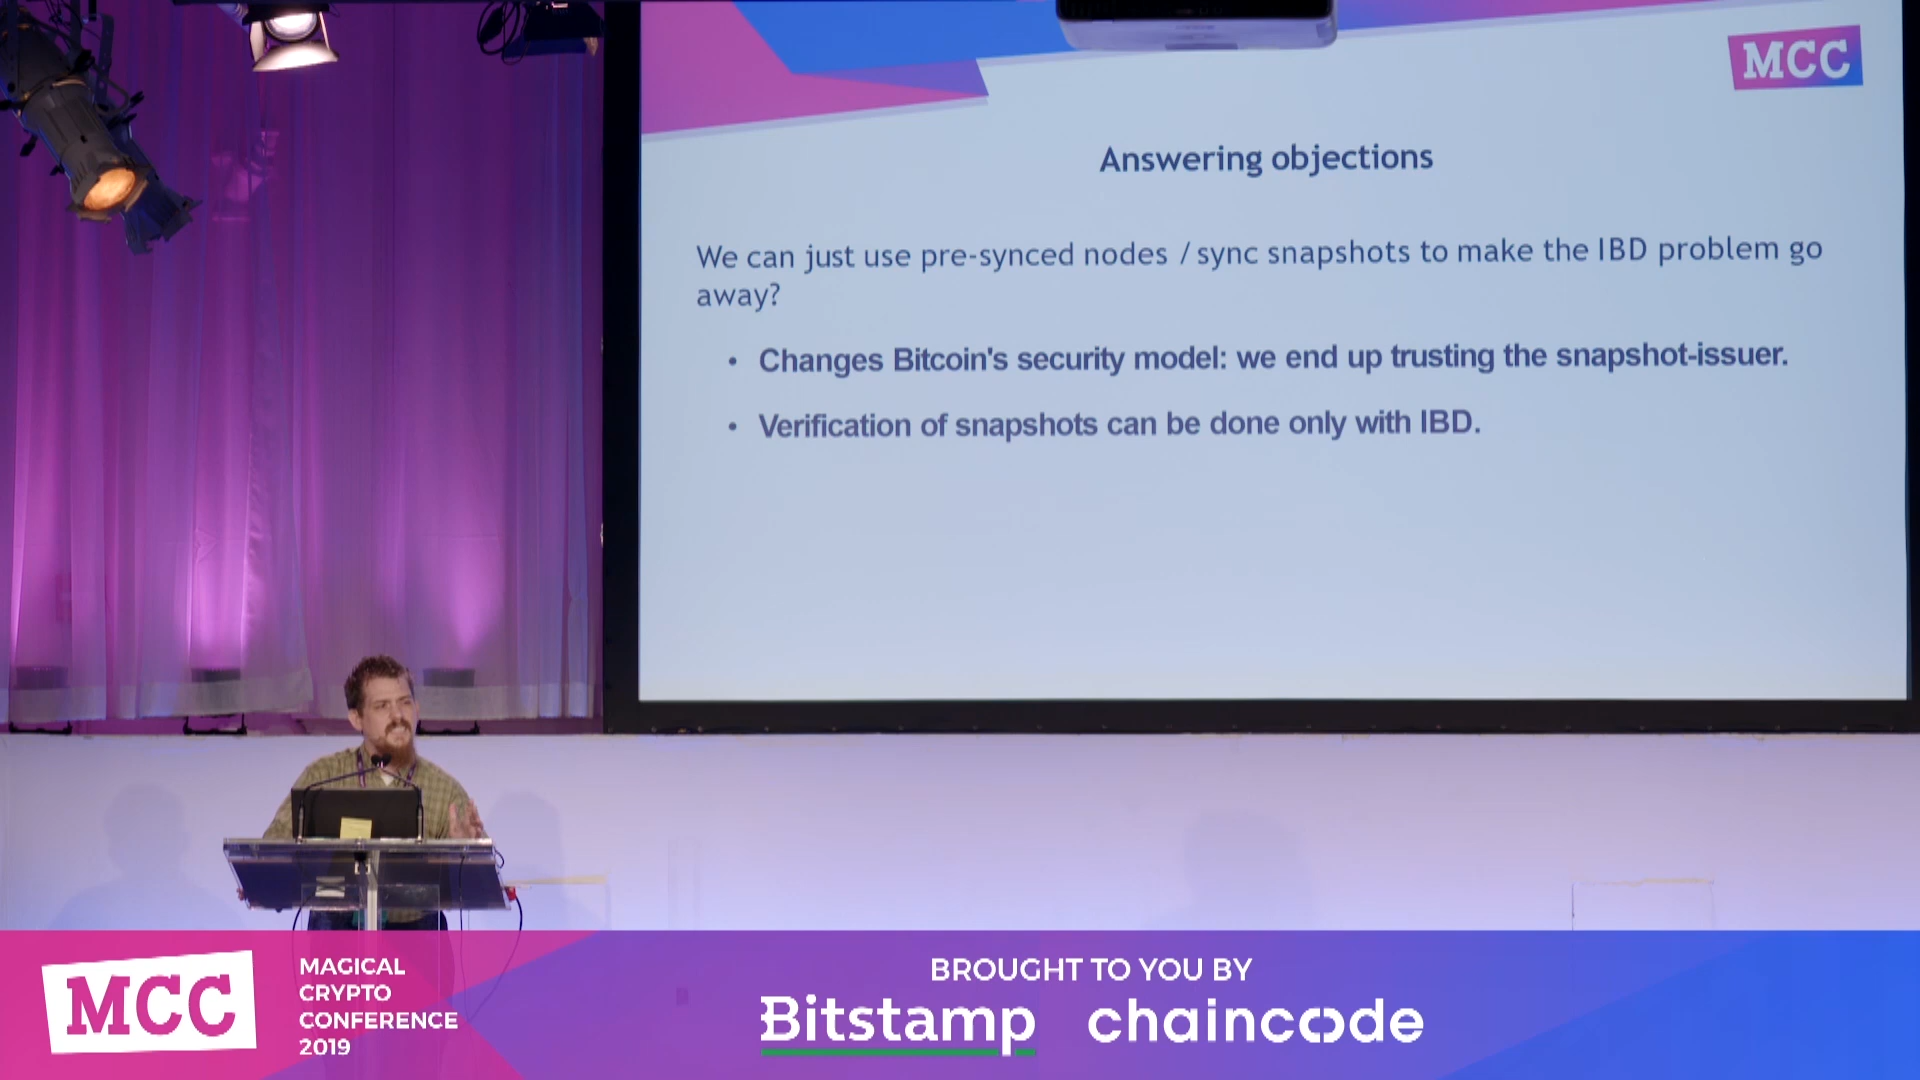 MCC
Answering objections
We can just use pre-synced nodes / sync snapshots to make the IBD problem go
away?
• Changes Bitcoin's security model: we end up trusting the snapshot-issuer.
• Verification of snapshots can be done only with IBD.
MCC
MAGICAL
CRYPTO
CONFERENCE
2019
BROUGHT TO YOU BY
Bitstamp chaincode